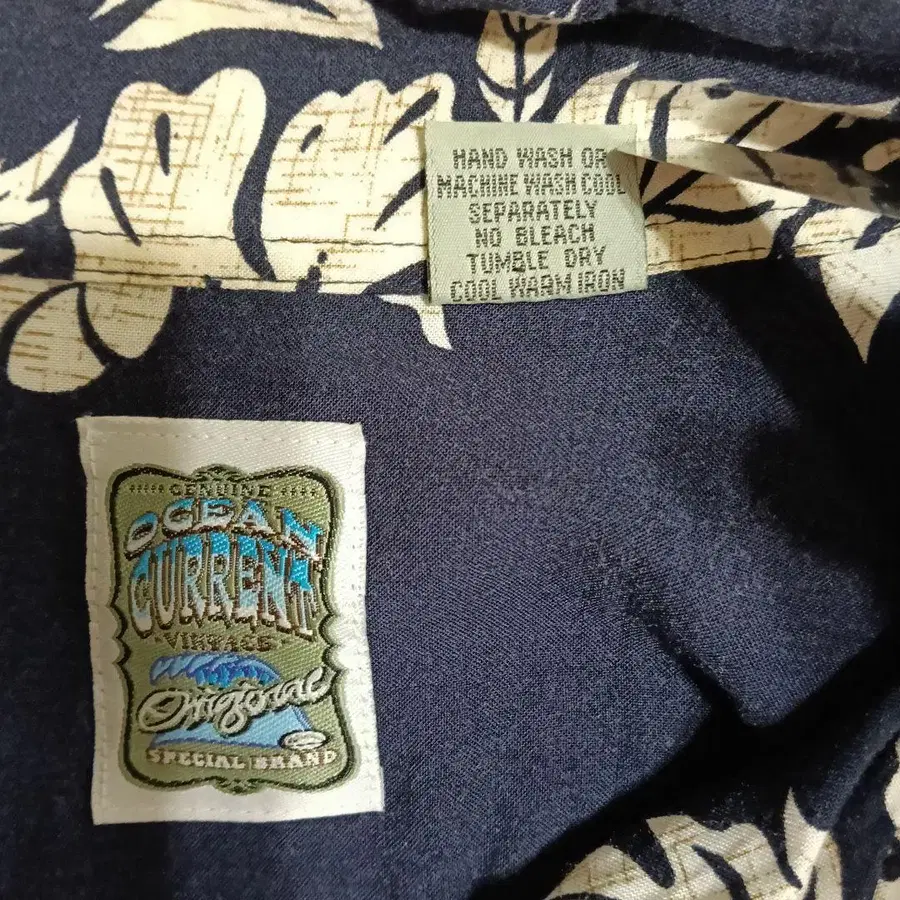 HAND WASH OR
MACHINE WASH COOL
SEPARATELY
NO BLEACH
TUMBLE DRY
COOL WARM IRON
GENUINE
OCEAN
CURRENT
VINTAGE
Original
SPECIAL BRAND